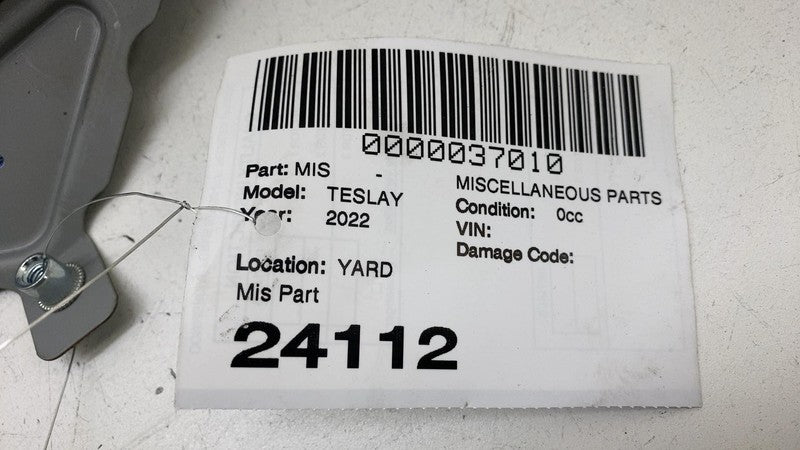 0000037010
Part: MIS -
MISCELLANEOUS PARTS
Model: TESLAY
Condition: 0cc
Year: 2022
VIN:
Damage Code:
Location: YARD
Mis Part
24112